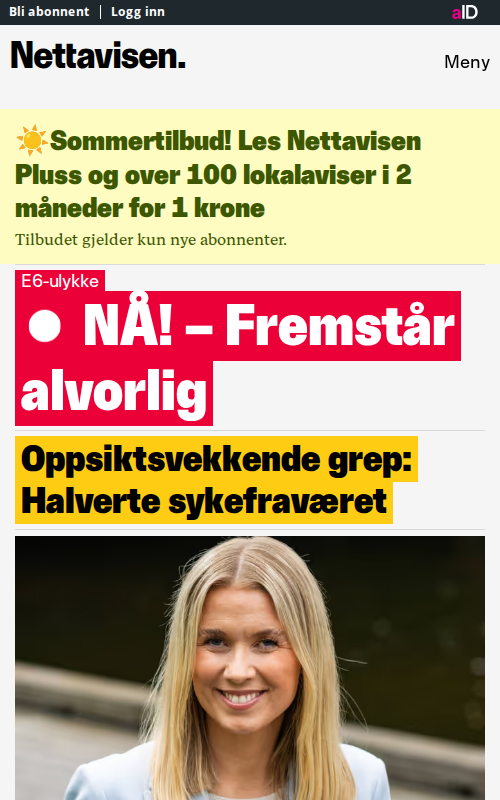 Bli abonnent
Logg inn
aID
Nettavisen.
Meny
☀️Sommertilbud! Les Nettavisen
Pluss og over 100 lokalaviser i 2
måneder for 1 krone
Tilbudet gjelder kun nye abonnenter.
E6-ulykke
NÅ! – Fremstår
alvorlig
Oppsiktsvekkende grep:
Halverte sykefraværet